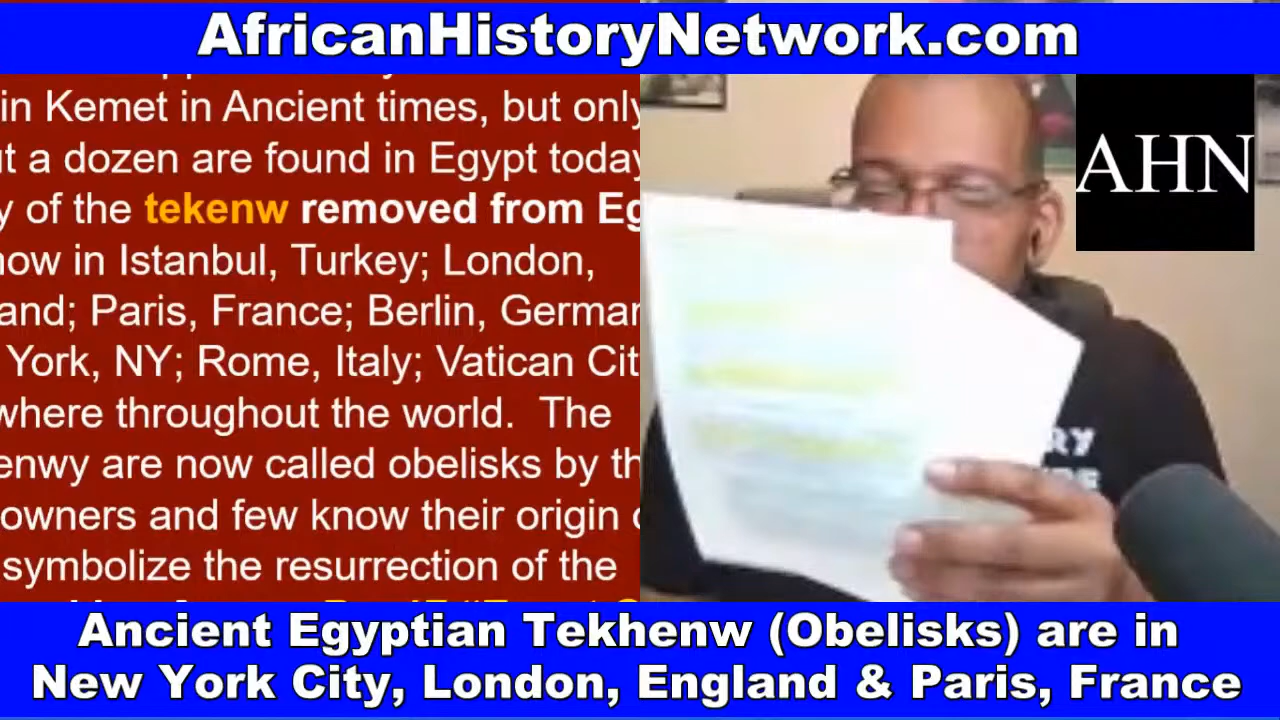 AfricanHistoryNetwork.com
in Kemet in Ancient times, but only
a dozen are found in Egypt today
of the tekenw removed from
in Istanbul, Turkey; London,
Paris, France; Berlin,
York, NY; Rome, Italy; Vatican
throughout the world. The
are now called obelisks by
owners and few know their origin
symbolize the resurrection of the
AHN
Ancient Egyptian Tekhenw (Obelisks) are in
New York City, London, England & Paris, France